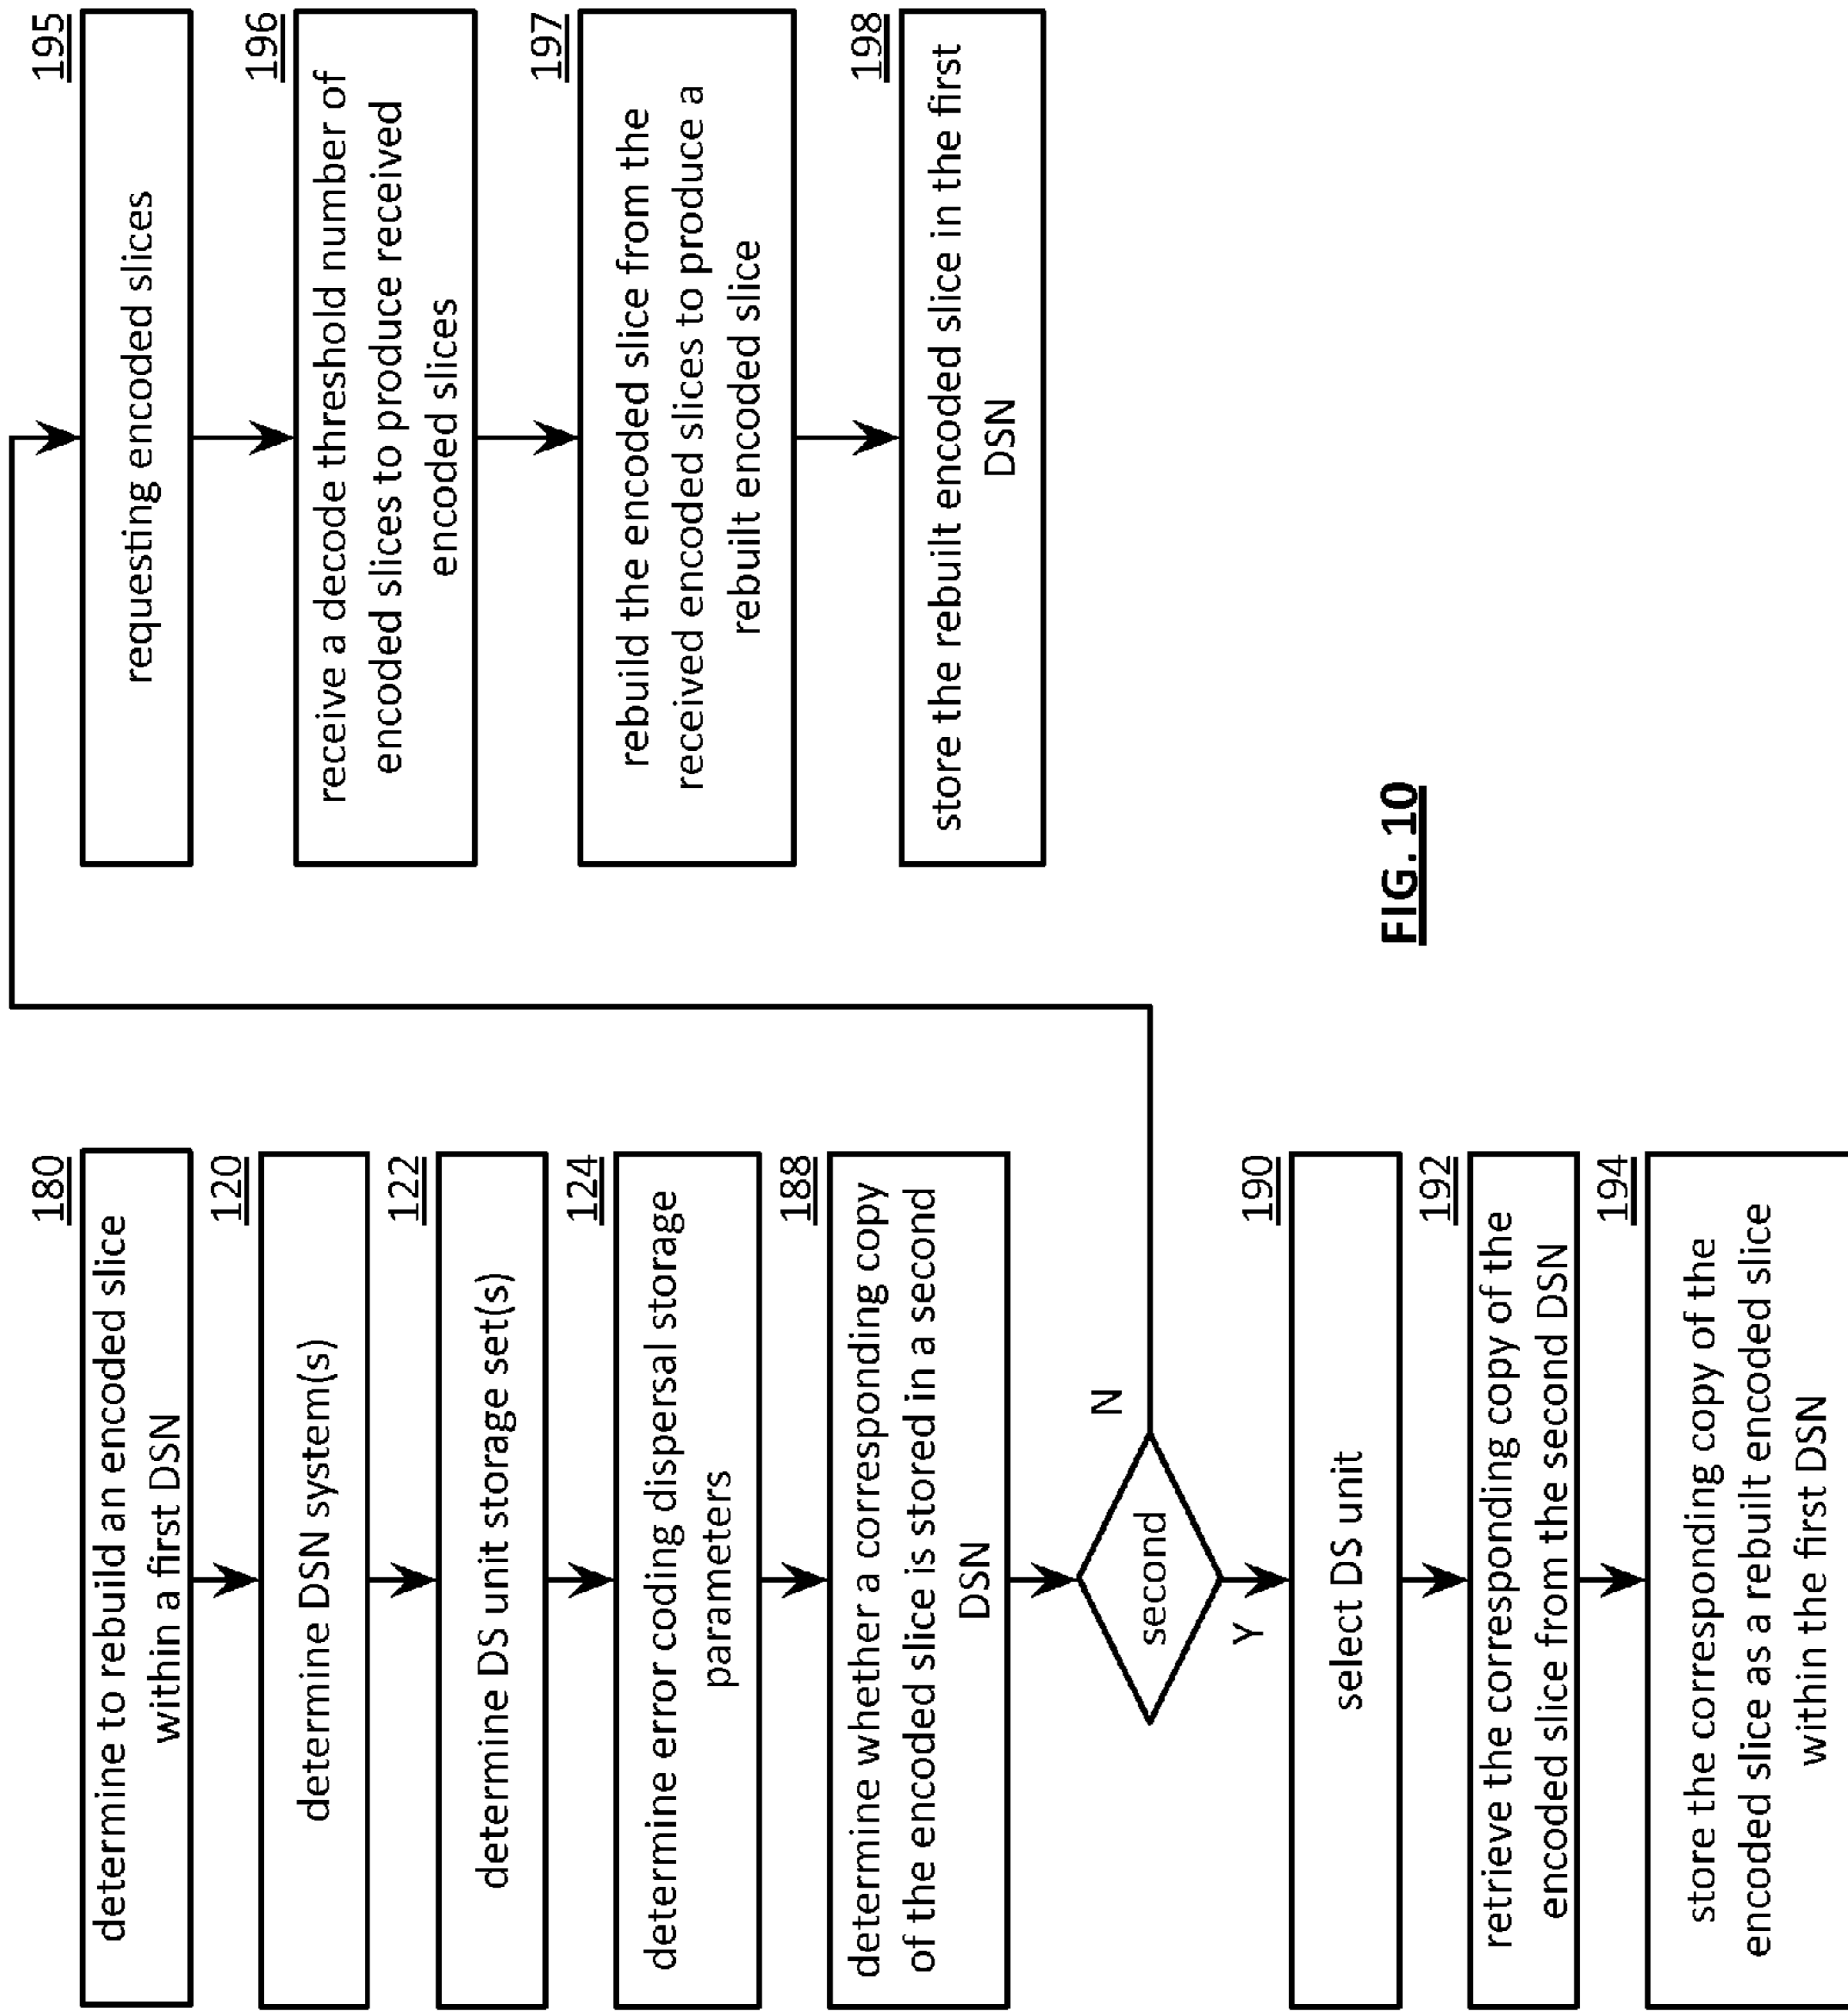 180
determine to rebuild an encoded slice
within a first DSN
120
determine DSN system(s)
122
determine DS unit storage set(s)
124
determine error coding dispersal storage
parameters
188
determine whether a corresponding copy
of the encoded slice is stored in a second
DSN
second
N
Y
190
select DS unit
192
retrieve the corresponding copy of the
encoded slice from the second DSN
194
store the corresponding copy of the
encoded slice as a rebuilt encoded slice
within the first DSN
195
requesting encoded slices
196
receive a decode threshold number of
encoded slices to produce received
encoded slices
197
rebuild the encoded slice from the
received encoded slices to produce a
rebuilt encoded slice
198
store the rebuilt encoded slice in the first
DSN
FIG. 10